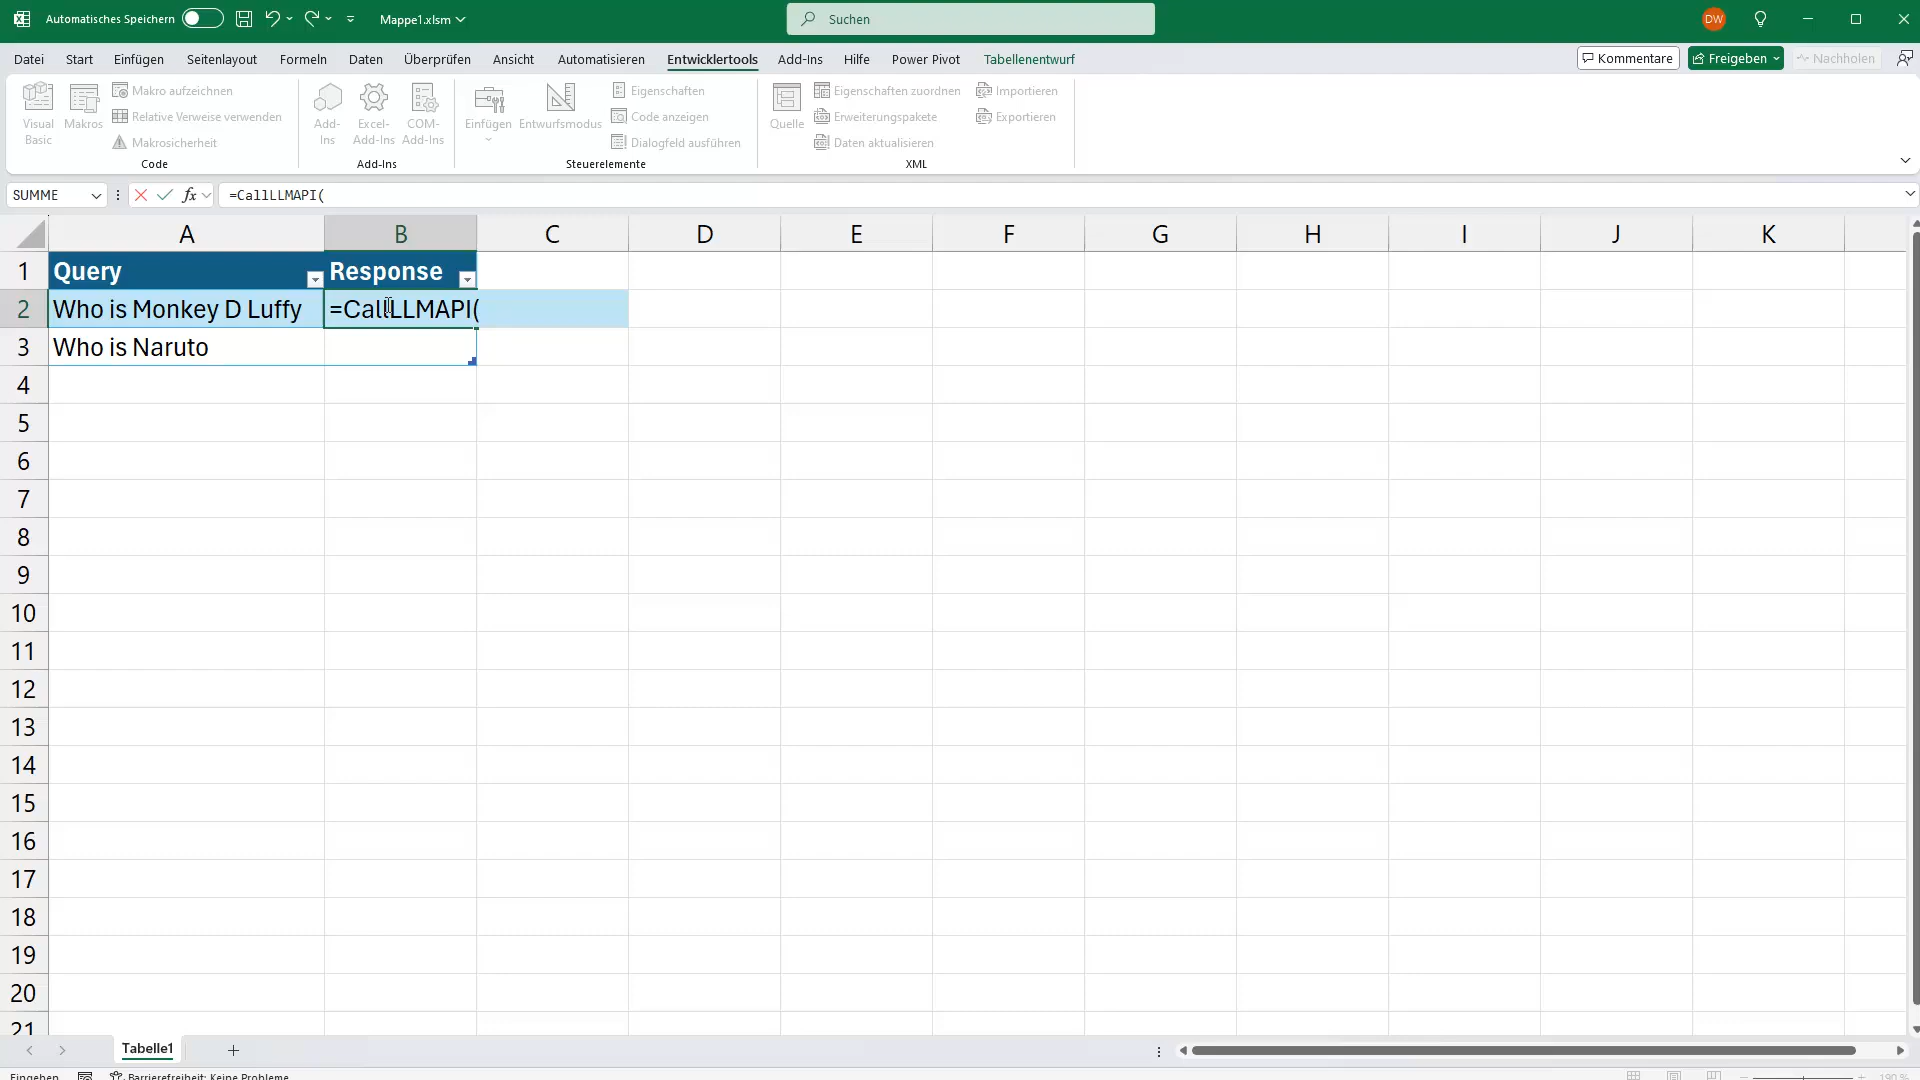 Automatisches Speichern
Mappe1.xlsm
Suchen
DW
Datei Start Einfügen Seitenlayout Formeln Daten Überprüfen Ansicht Automatisieren Entwicklertools Add-Ins Hilfe Power Pivot Tabellenentwurf
Kommentare
Freigeben
Nachholen
Visual Basic
Makros
Makro aufzeichnen
Relative Verweise verwenden
Makrosicherheit
Code
Add-Ins
Excel-Add-Ins
COM-Add-Ins
Add-Ins
Einfügen
Entwurfsmodus
Eigenschaften
Code anzeigen
Dialogfeld ausführen
Steuerelemente
Quelle
Eigenschaften zuordnen
Erweiterungspakete
Daten aktualisieren
Importieren
Exportieren
XML
SUMME
fx
=CallLLMAPI(
A B C D E F G H I J K
1 Query Response
2 Who is Monkey D Luffy =CallLLMAPI(
3 Who is Naruto
4
5
6
7
8
9
10
11
12
13
14
15
16
17
18
19
20
21
Tabelle1
Eingeben
Barrierefreiheit: Keine Probleme
190 %